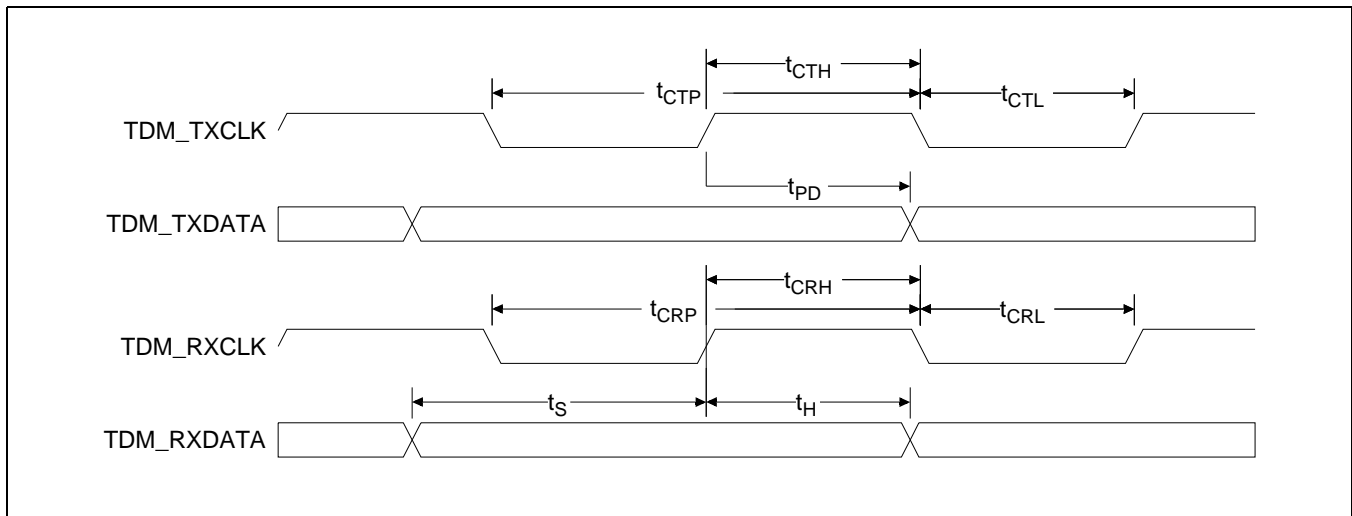 tCTH
tCTP
tCTL
TDM_TXCLK
tPD
TDM_TXDATA
tCRH
tCRP
tCRL
TDM_RXCLK
tS
tH
TDM_RXDATA